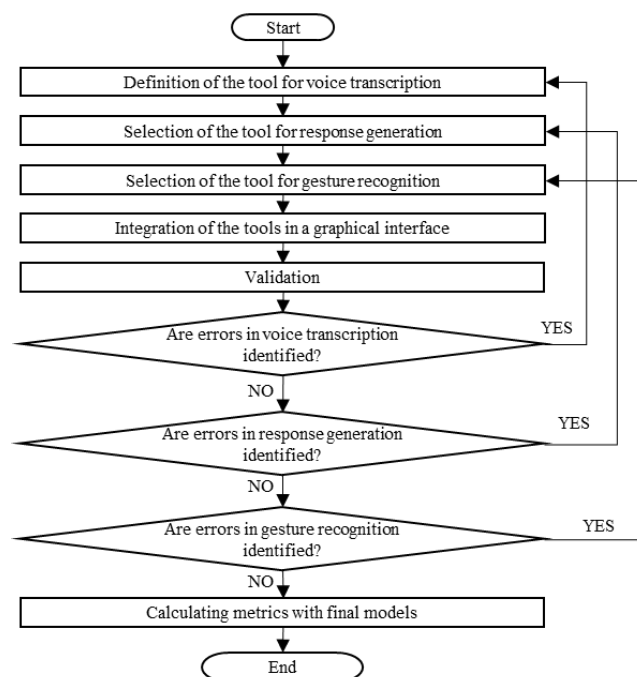 Start
Definition of the tool for voice transcription
Selection of the tool for response generation
Selection of the tool for gesture recognition
Integration of the tools in a graphical interface
Validation
Are errors in voice transcription
identified?
YES
NO
Are errors in response generation
identified?
YES
NO
Are errors in gesture recognition
identified?
YES
NO
Calculating metrics with final models
End